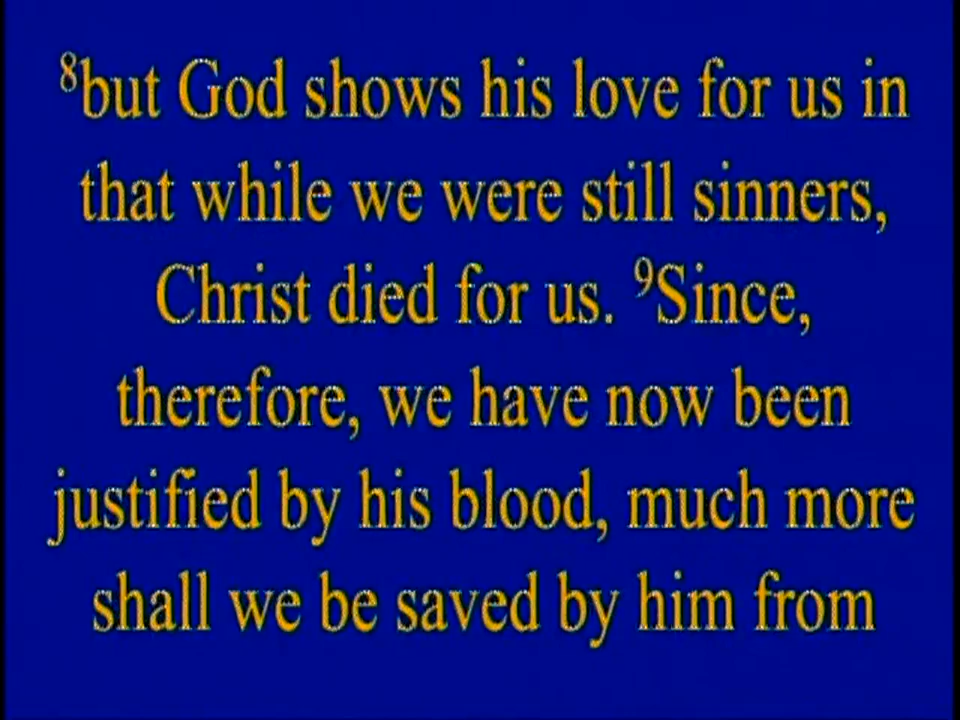 ⁸but God shows his love for us in
that while we were still sinners,
Christ died for us. ⁹Since,
therefore, we have now been
justified by his blood, much more
shall we be saved by him from